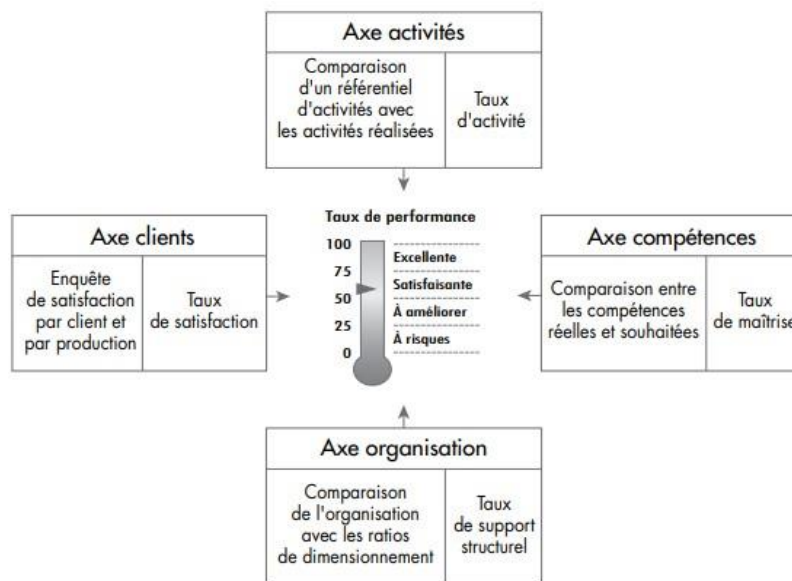 Axe activités
Comparaison
d'un référentiel
d'activités avec
les activités réalisées
Taux
d'activité
Axe clients
Enquête
de satisfaction
par client et
par production
Taux
de satisfaction
Taux de performance
100
75
50
25
0
Excellente
Satisfaisante
À améliorer
À risques
Axe compétences
Comparaison entre
les compétences
réelles et souhaitées
Taux
de maîtrise
Axe organisation
Comparaison
de l'organisation
avec les ratios
de dimensionnement
Taux
de support
structurel